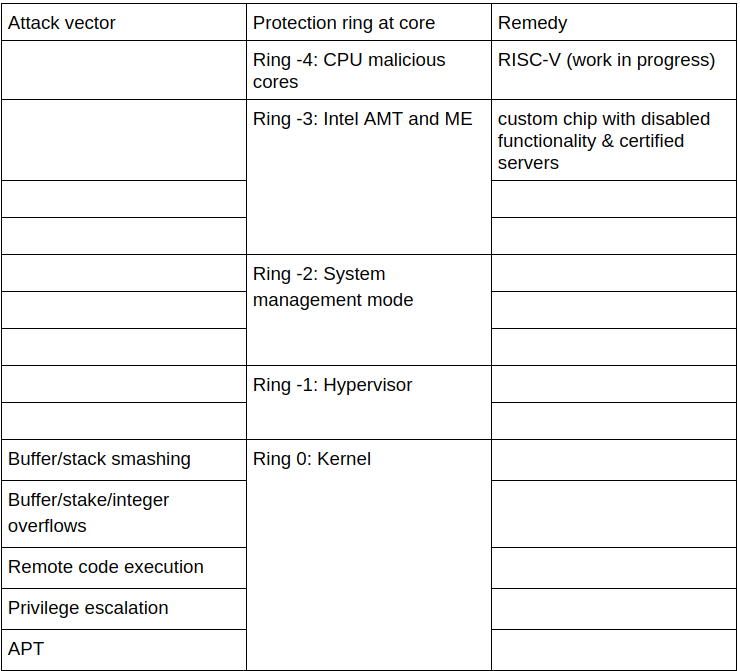 Attack vector
Protection ring at core
Remedy
Ring -4: CPU malicious
cores
RISC-V (work in progress)
Ring -3: Intel AMT and ME
custom chip with disabled
functionality & certified
servers
Ring -2: System
management mode
Ring -1: Hypervisor
Buffer/stack smashing
Ring 0: Kernel
Buffer/stake/integer
overflows
Remote code execution
Privilege escalation
APT